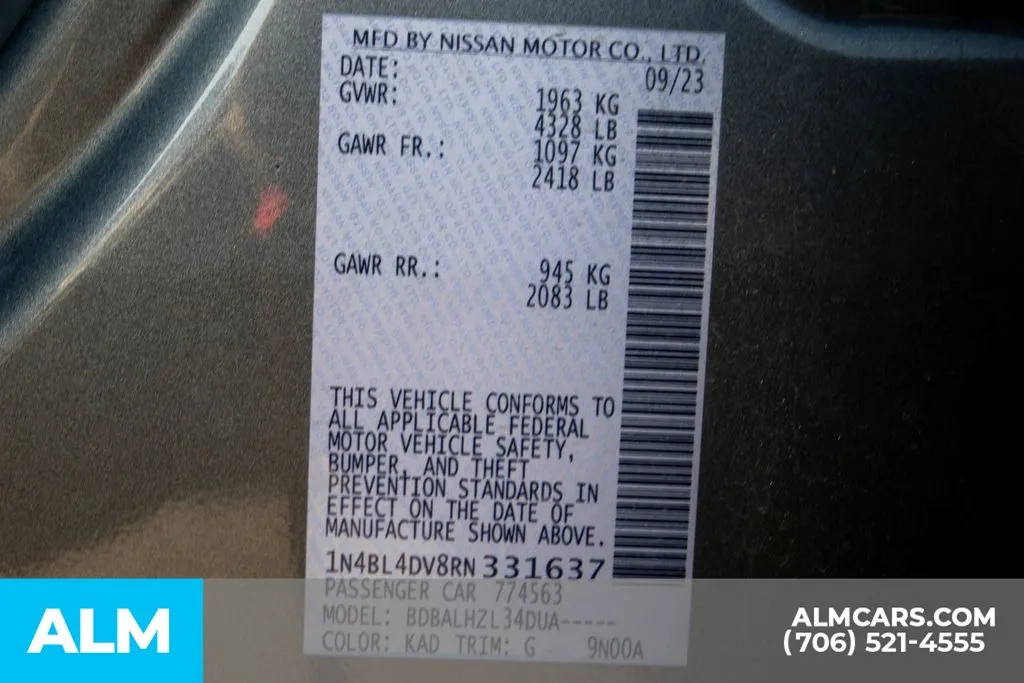 MFD BY NISSAN MOTOR CO., LTD.
DATE: 09/23
GVWR: 1963 KG
4328 LB
GAWR FR.: 1097 KG
2418 LB
GAWR RR.: 945 KG
2083 LB
THIS VEHICLE CONFORMS TO
ALL APPLICABLE FEDERAL
MOTOR VEHICLE SAFETY,
BUMPER, AND THEFT
PREVENTION STANDARDS IN
EFFECT ON THE DATE OF
MANUFACTURE SHOWN ABOVE.
1N4BL4DV8RN331637
PASSENGER CAR 774563
MODEL: BDBALHZL34DUA-----
COLOR: KAD TRIM: G 9N00A
ALM
ALMCARS.COM
(706) 521-4555